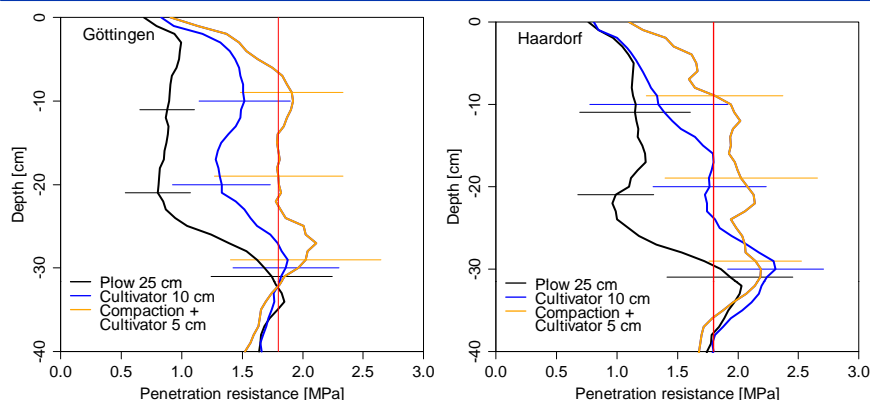 Göttingen
0
-10
-20
-30
-40
Depth [cm]
Plow 25 cm
Cultivator 10 cm
Compaction +
Cultivator 5 cm
0.0 0.5 1.0 1.5 2.0 2.5 3.0
Penetration resistance [MPa]
Haardorf
0
-10
-20
-30
-40
Depth [cm]
Plow 25 cm
Cultivator 10 cm
Compaction +
Cultivator 5 cm
0.0 0.5 1.0 1.5 2.0 2.5 3.0
Penetration resistance [MPa]